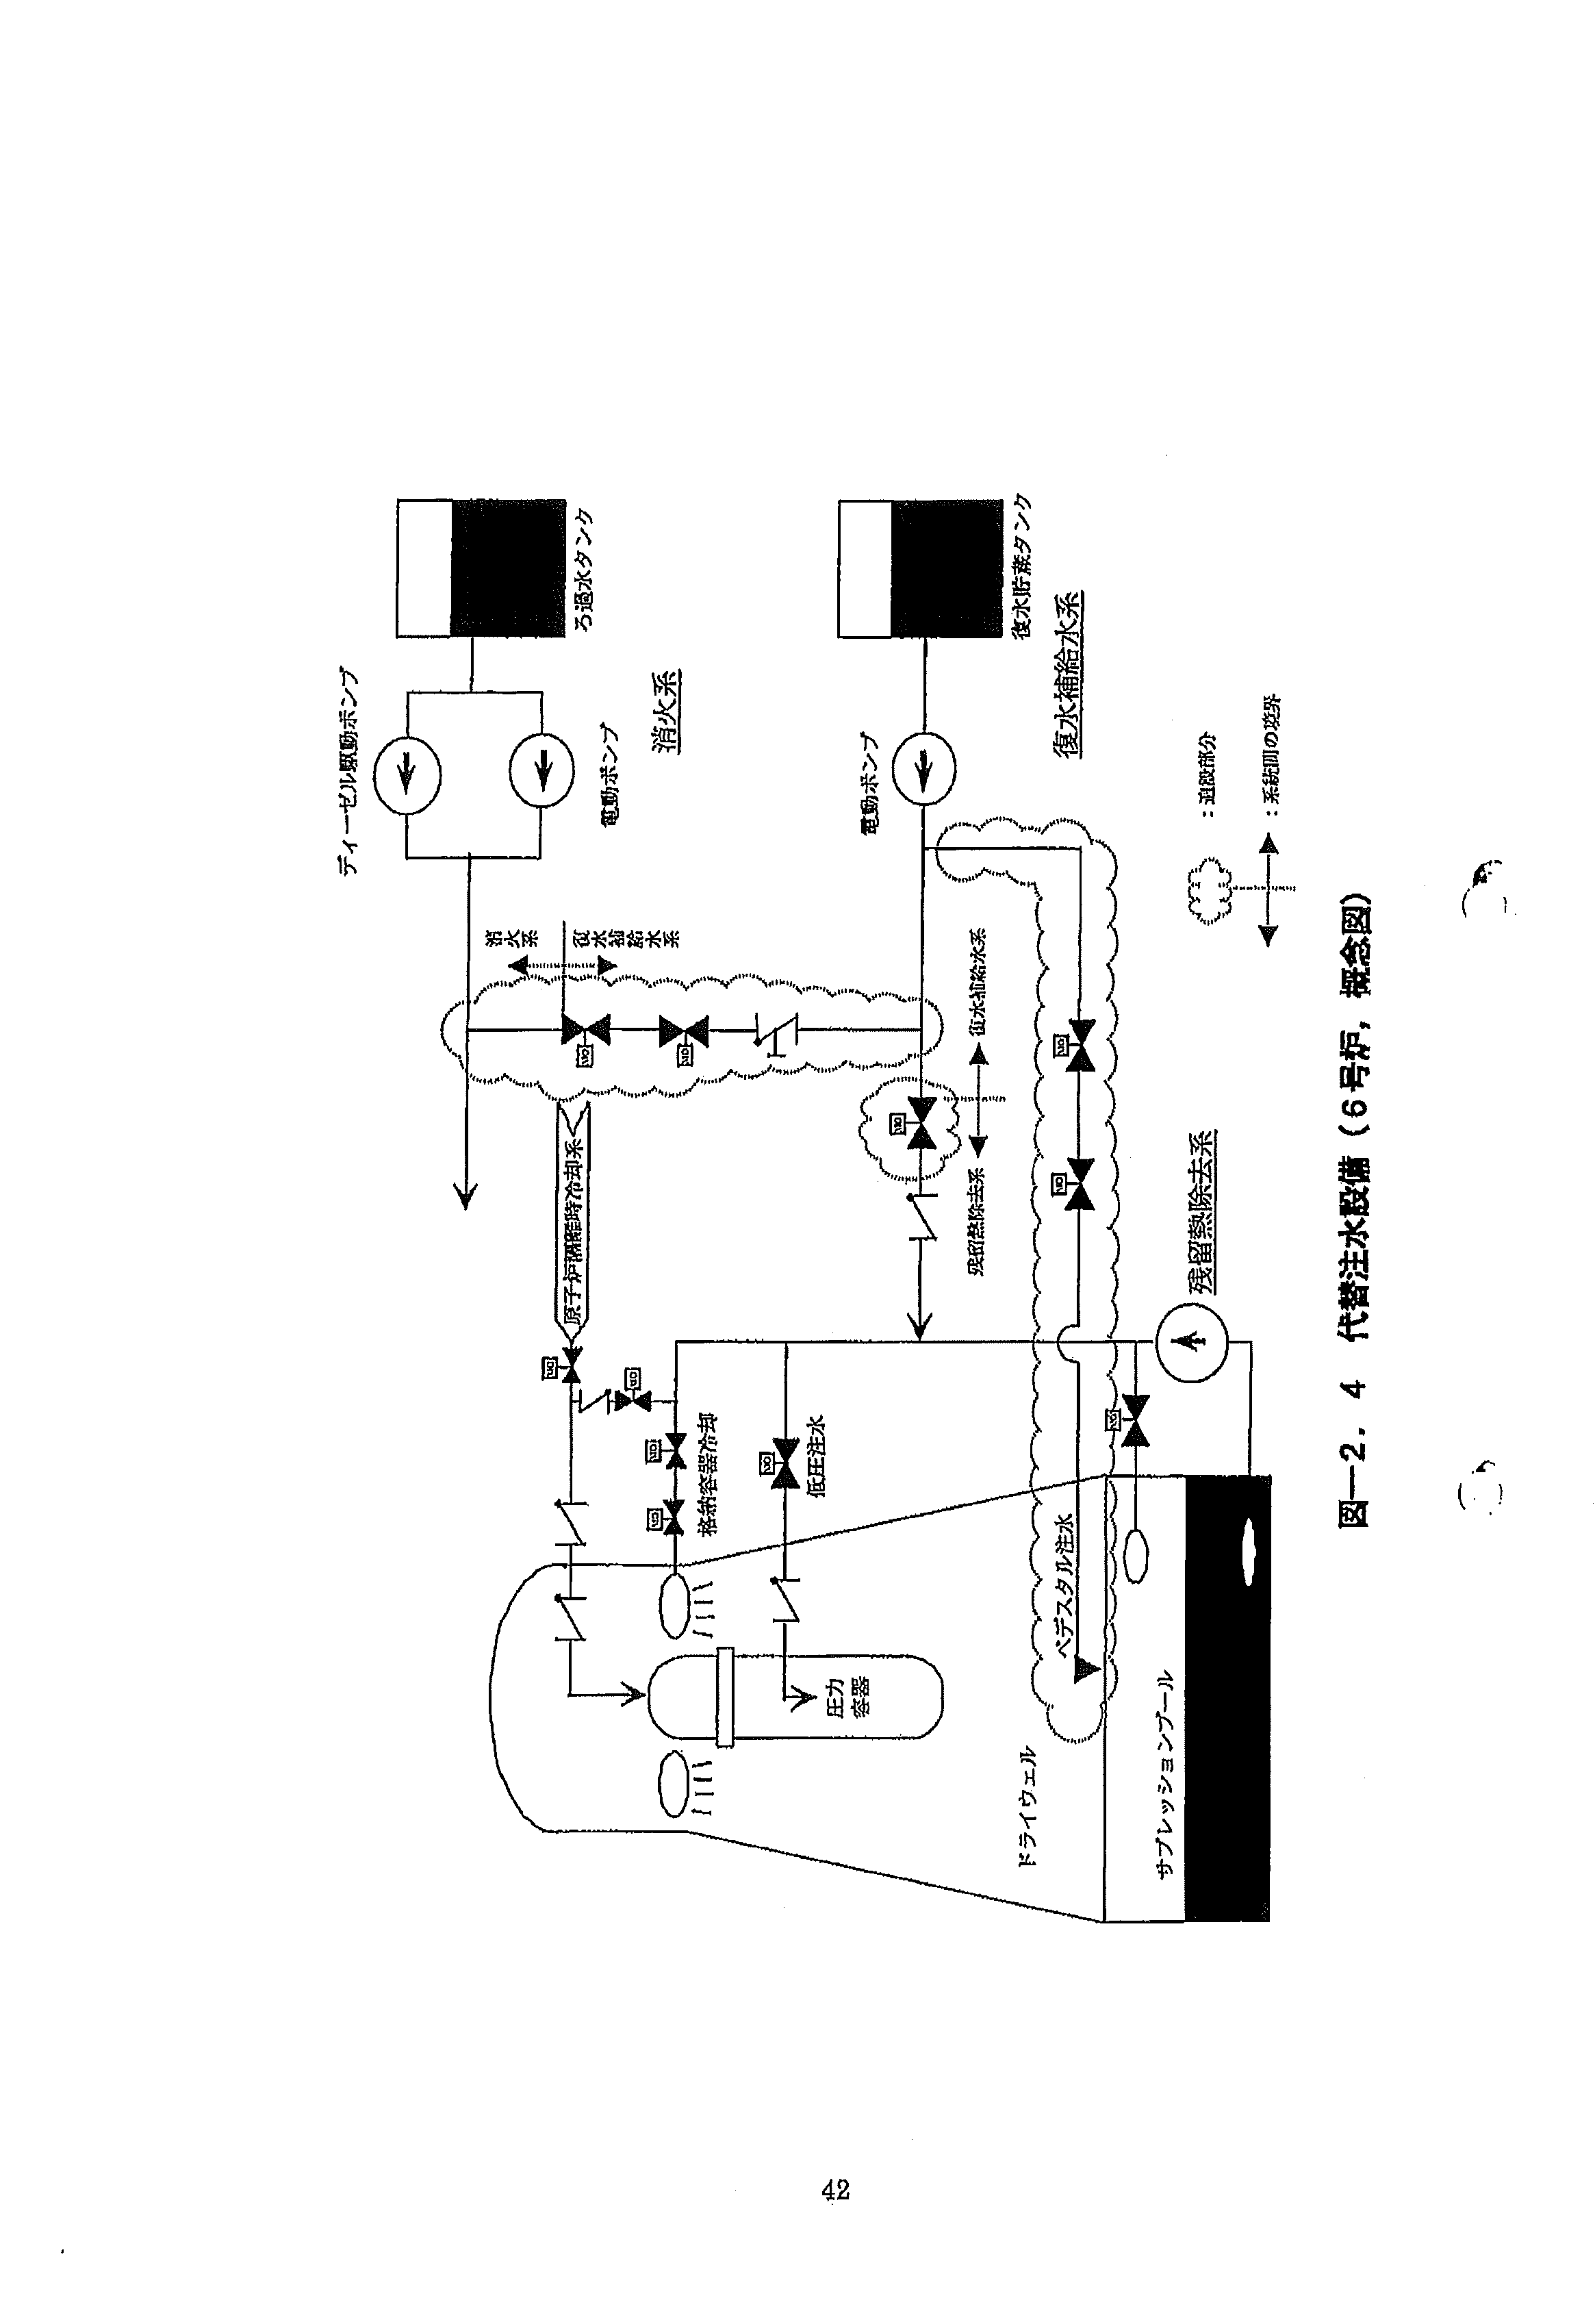 ディーゼル駆動ポンプ
ろ過水タンク
電動ポンプ
消火系
消火系
復水補給水系
原子炉隔離時冷却系
電動ポンプ
復水貯蔵タンク
復水補給水系
復水補給水系
残留熱除去系
格納容器冷却
低圧注水
圧力
容器
ペデスタル注水
ドライウェル
サプレッションプール
残留熱除去系
：追設部分
：系統間の境界
MO
MO
MO
MO
MO
MO
MO
MO
MO
MO
MO
図―2．4　代替注水設備（6号炉，概念図）
42